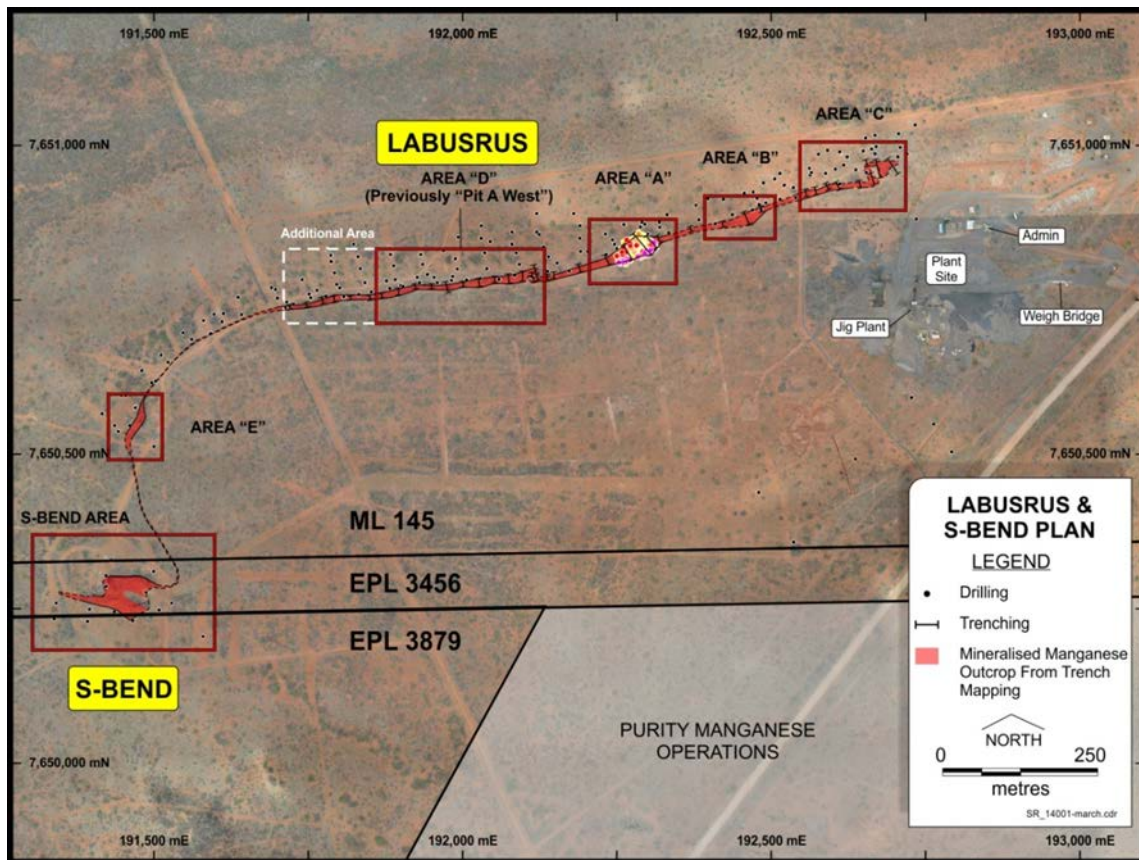 191,500 mE
192,000 mE
192,500 mE
193,000 mE
7,651,000 mN
LABUSRUS
AREA “D”
(Previously “Pit A West”)
AREA “A”
AREA “B”
AREA “C”
7,651,000 mN
Additional Area
Admin
Plant
Site
Jig Plant
Weigh Bridge
AREA “E”
7,650,500 mN
7,650,500 mN
S-BEND AREA
ML 145
EPL 3456
EPL 3879
S-BEND
PURITY MANGANESE
OPERATIONS
7,650,000 mN
LABUSRUS &
S-BEND PLAN
LEGEND
Drilling
Trenching
Mineralised Manganese
Outcrop From Trench
Mapping
NORTH
0
250
metres
SR_14001-march.cdr
191,500 mE
192,000 mE
192,500 mE
193,000 mE